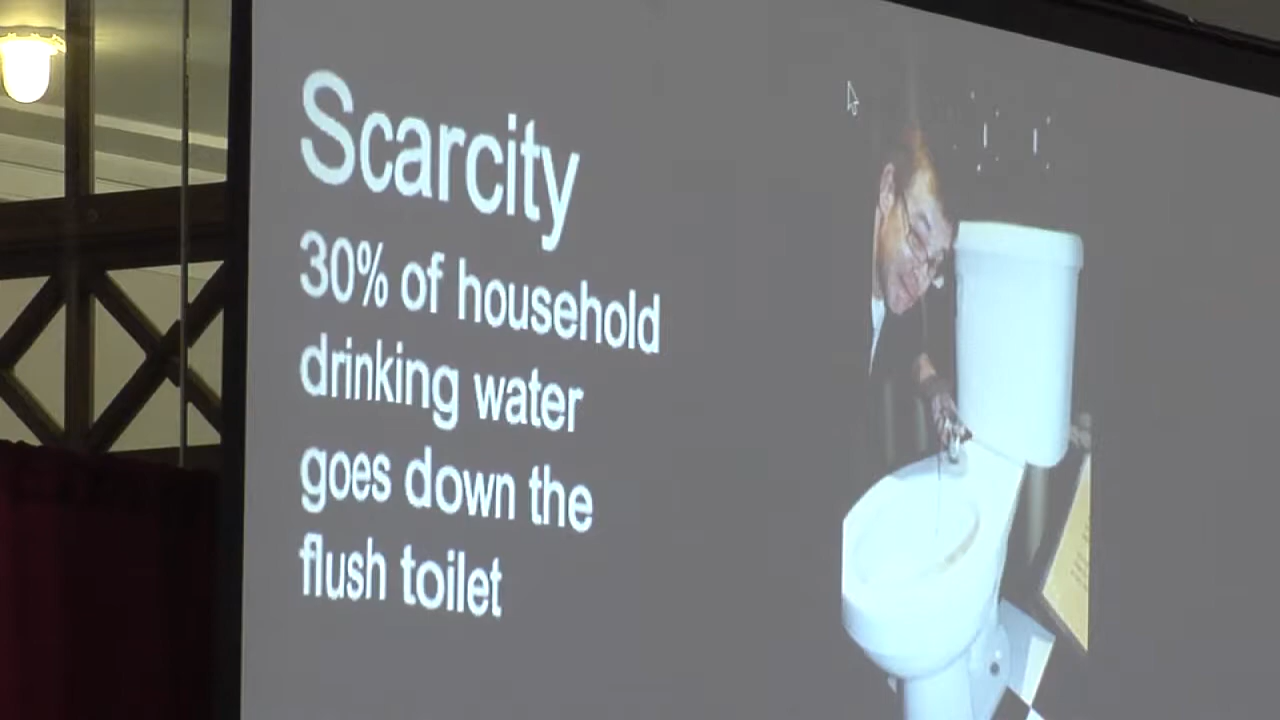 Scarcity
30% of household
drinking water
goes down the
flush toilet